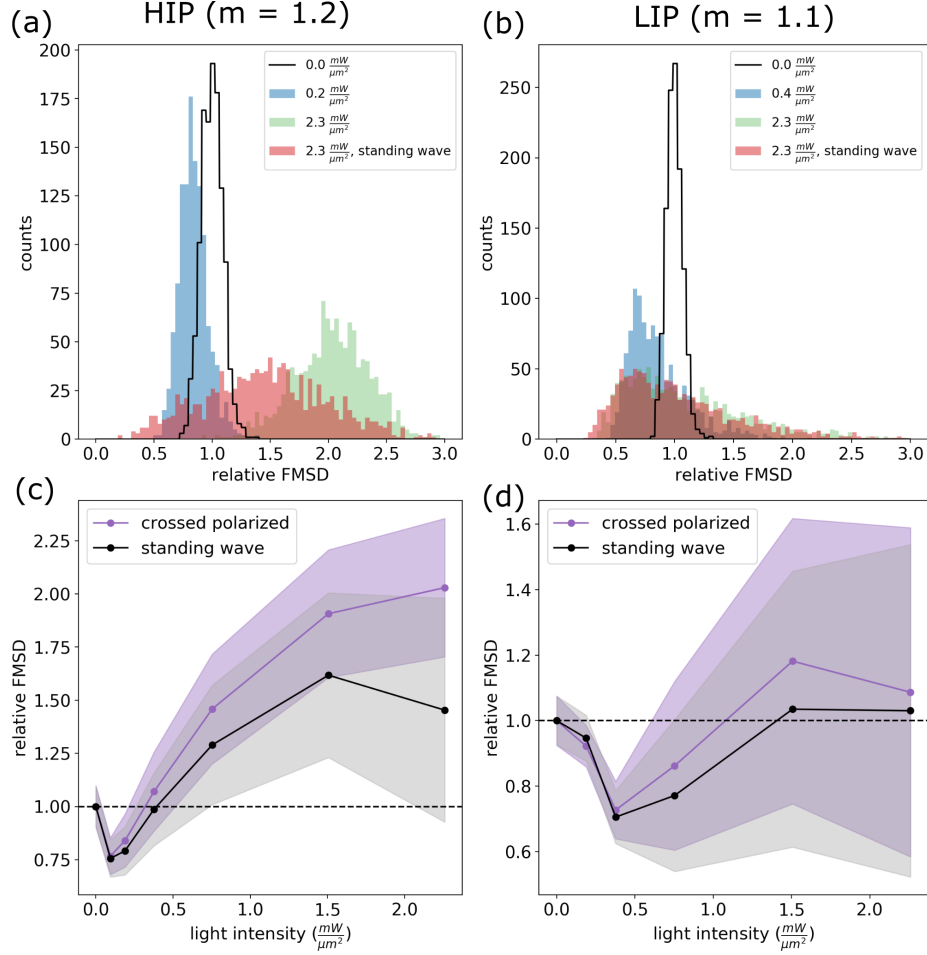 HIP (m = 1.2)
LIP (m = 1.1)
(a)
200
175
150
125
100
75
50
25
0
counts
0.0 mW/μm²
0.2 mW/μm²
2.3 mW/μm²
2.3 mW/μm², standing wave
0.0 0.5 1.0 1.5 2.0 2.5 3.0
relative FMSD
(b)
250
200
150
100
50
0
counts
0.0 mW/μm²
0.4 mW/μm²
2.3 mW/μm²
2.3 mW/μm², standing wave
0.0 0.5 1.0 1.5 2.0 2.5 3.0
relative FMSD
(c)
2.25
2.00
1.75
1.50
1.25
1.00
0.75
relative FMSD
crossed polarized
standing wave
0.0 0.5 1.0 1.5 2.0
light intensity (mW/μm²)
(d)
1.6
1.4
1.2
1.0
0.8
0.6
relative FMSD
crossed polarized
standing wave
0.0 0.5 1.0 1.5 2.0
light intensity (mW/μm²)